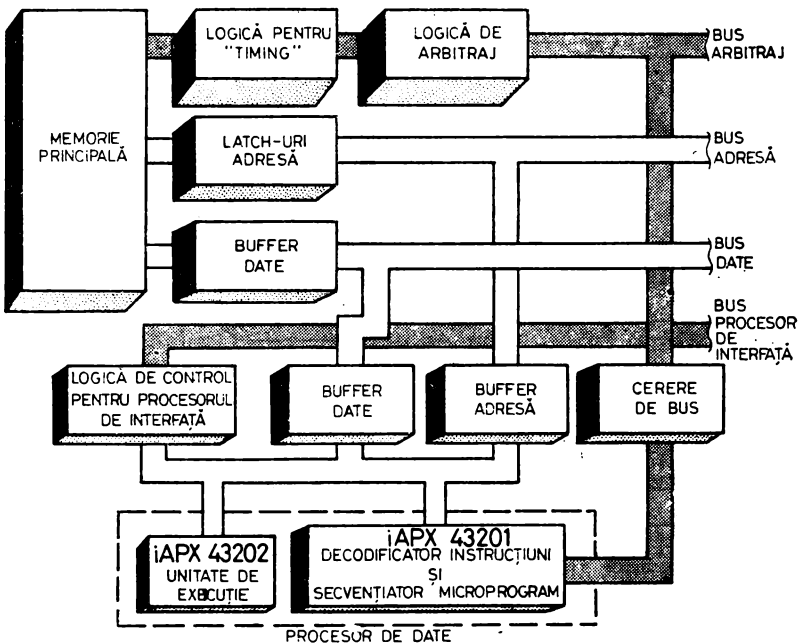 LOGICĂ PENTRU
"TIMING"
LOGICĂ DE
ARBITRAJ
BUS
ARBITRAJ
MEMORIE
PRINCIPALĂ
LATCH-URI
ADRESĂ
BUS
ADRESĂ
BUFFER
DATE
BUS
DATE
BUS
PROCESOR
DE
INTERFAȚĂ
LOGICĂ DE CONTROL
PENTRU PROCESORUL
DE INTERFAȚĂ
BUFFER
DATE
BUFFER
ADRESĂ
CERERE
DE BUS
iAPX 43202
UNITATE DE
EXECUȚIE
iAPX 43201
DECODIFICATOR INSTRUCȚIUNI
ȘI
SECVENȚIATOR MICROPROGRAM
PROCESOR DE DATE